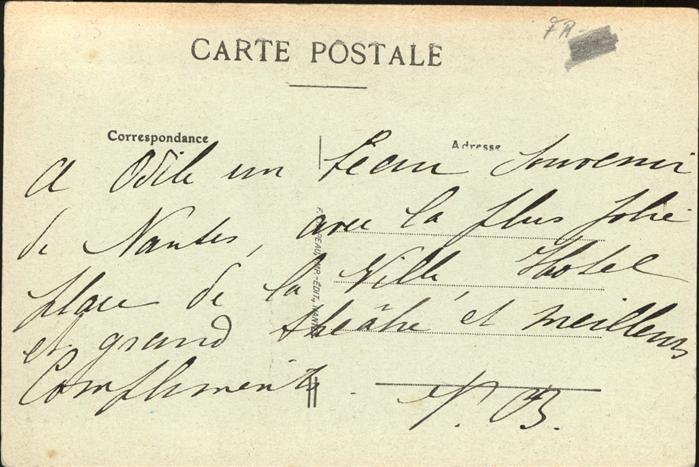 CARTE POSTALE
Correspondance
Adresse
A Odile un beau souvenir
de Nantes, avec la plus jolie
place de la Ville, Hotel
et grand théâtre et meilleurs
Compliments.
P. B.